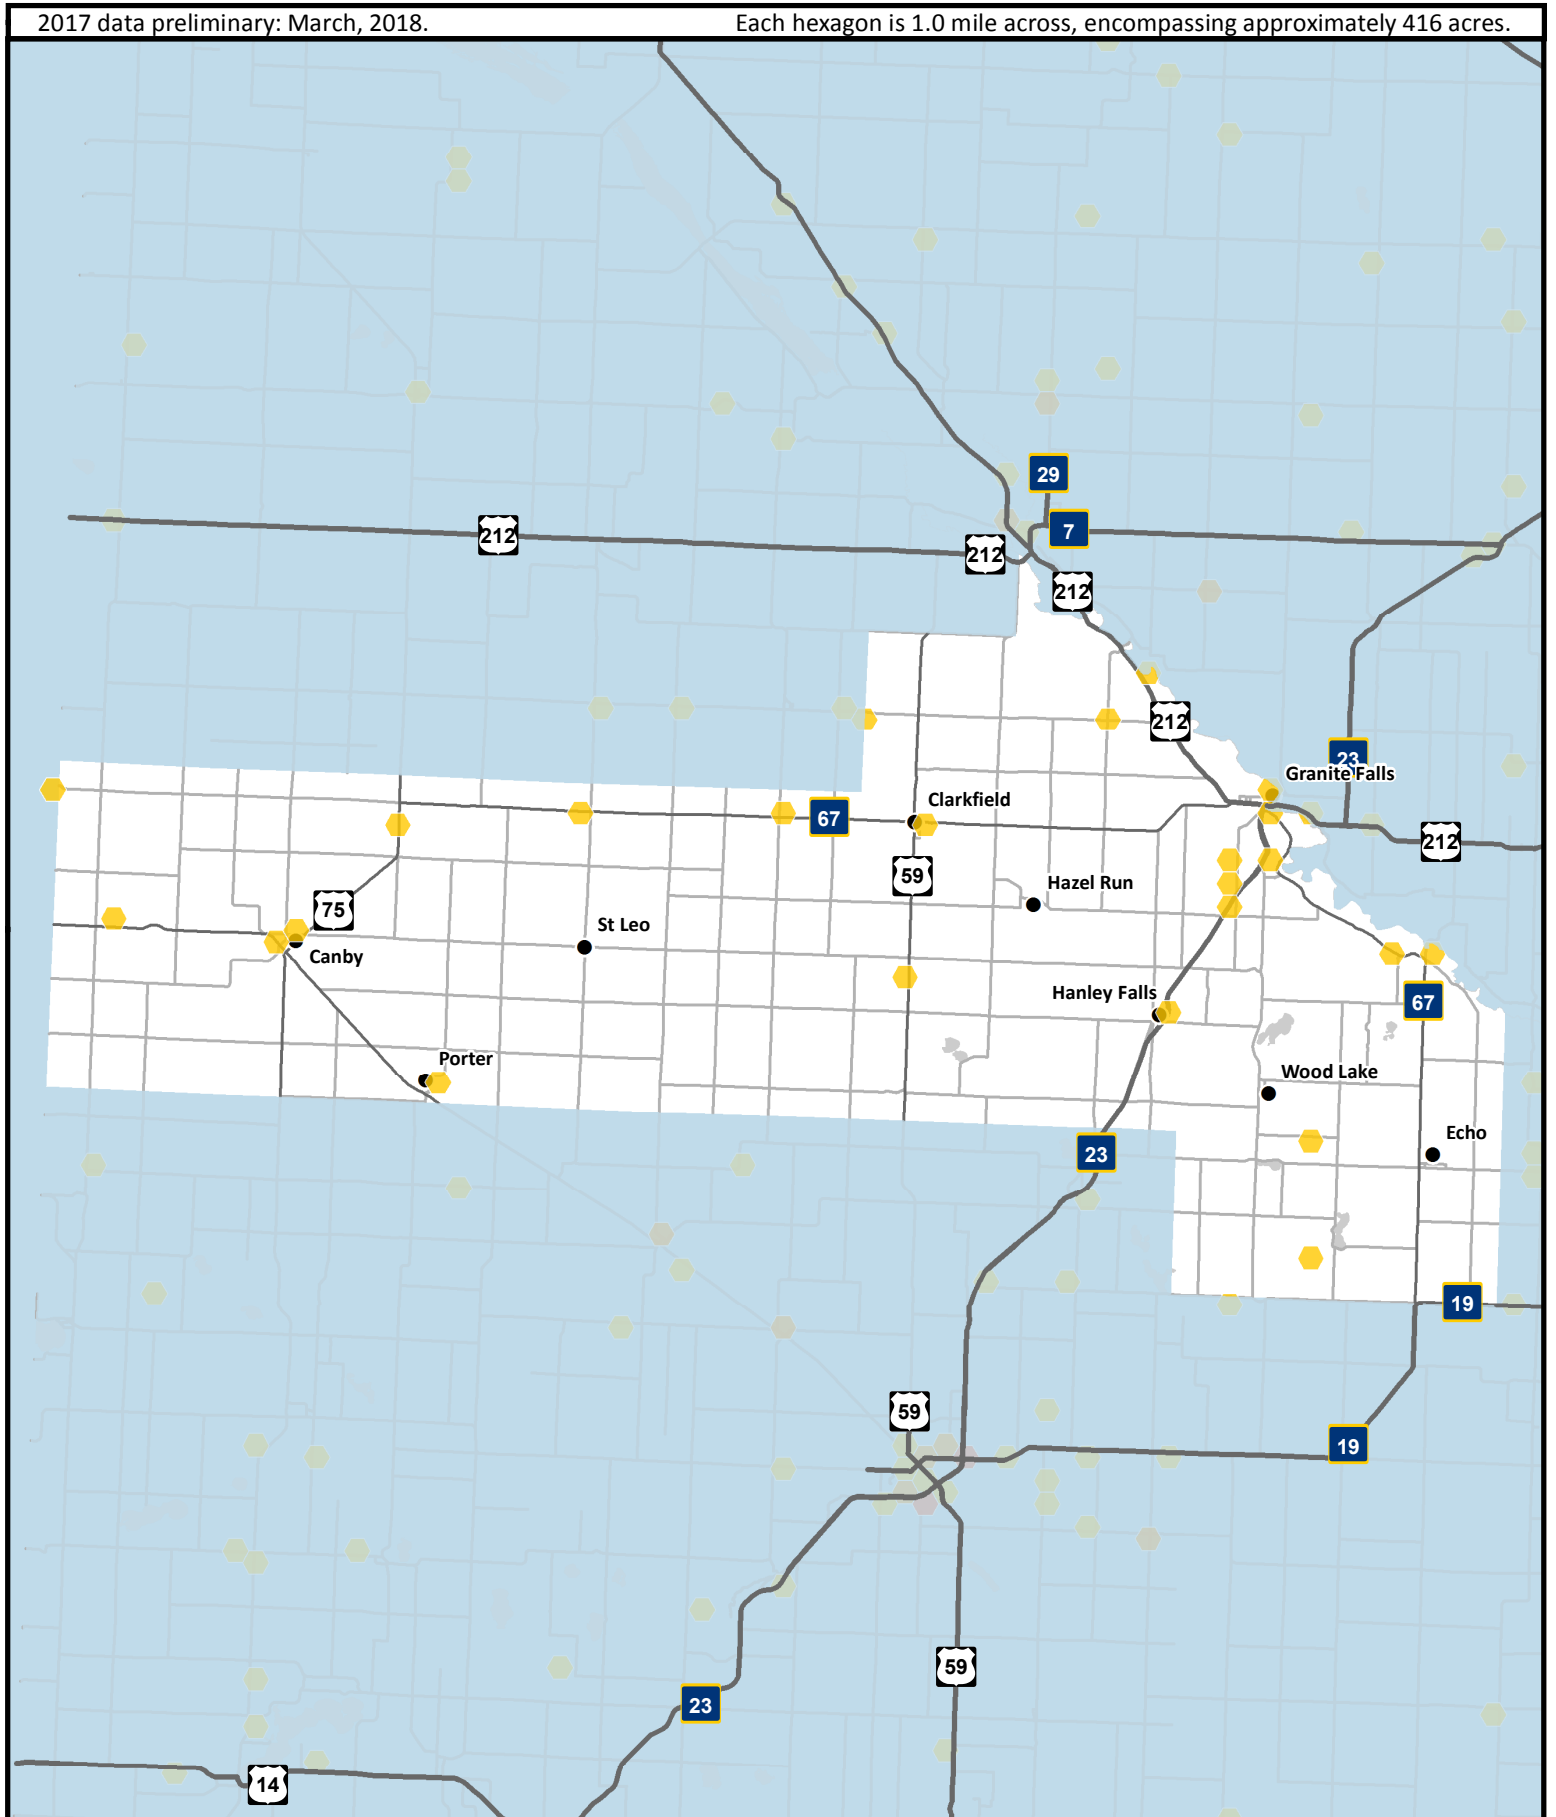 2017 data preliminary: March, 2018.
Each hexagon is 1.0 mile across, encompassing approximately 416 acres.
29
7
212
212
212
212
23
Granite Falls
Clarkfield
67
212
59
Hazel Run
75
St Leo
Canby
Hanley Falls
67
Porter
Wood Lake
Echo
23
19
59
19
59
23
14